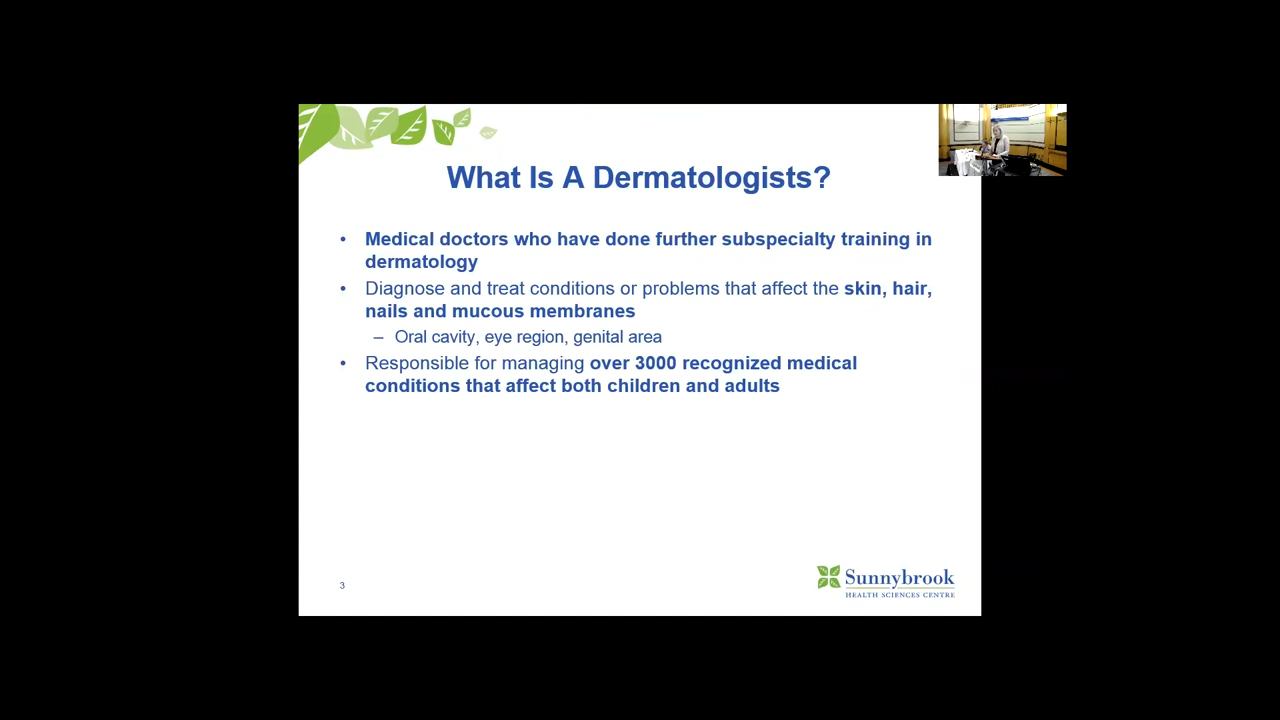 What Is A Dermatologists?
• Medical doctors who have done further subspecialty training in
dermatology
• Diagnose and treat conditions or problems that affect the skin, hair,
nails and mucous membranes
– Oral cavity, eye region, genital area
• Responsible for managing over 3000 recognized medical
conditions that affect both children and adults
3
Sunnybrook
HEALTH SCIENCES CENTRE